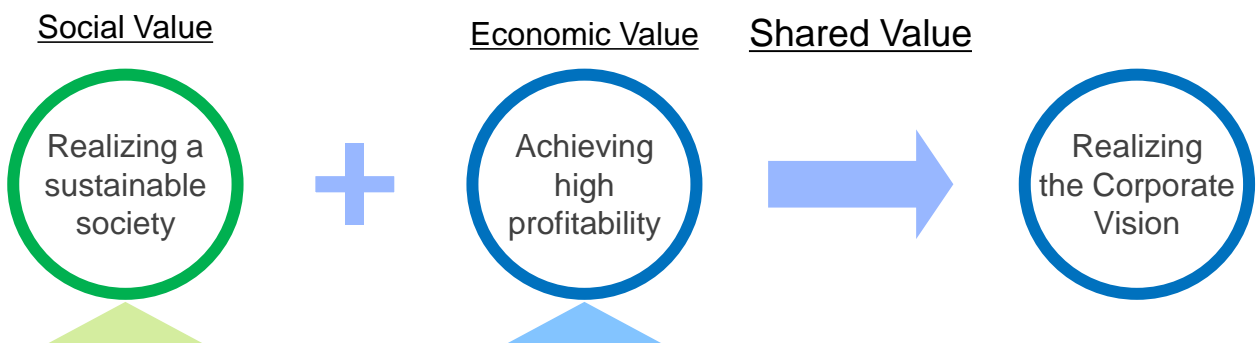 Social Value
Economic Value
Shared Value
Realizing a
sustainable
society
Achieving
high
profitability
Realizing
the Corporate
Vision